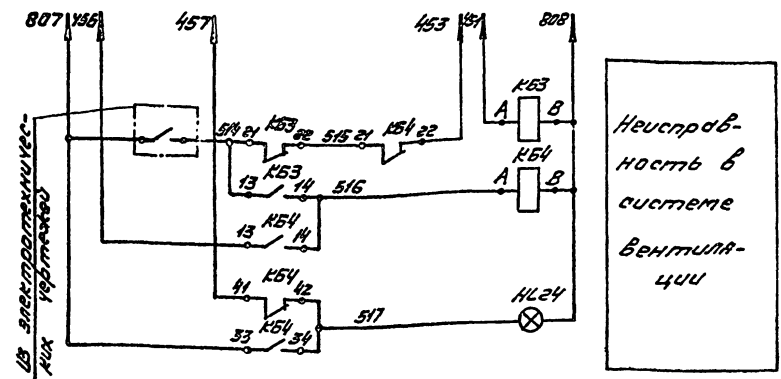 807 456 457 453 451 808
Из электротехничес-
ких чертежей
КБ3
А В
514 21 КБ3 22 515 21 КБ4 22
КБ4
КБ3
13 14 516 А В
13 КБ4 14
КБ4
41 42 HL24
КБ4 517
33 34
Неисправ-
ность в
системе
вентиля-
ции